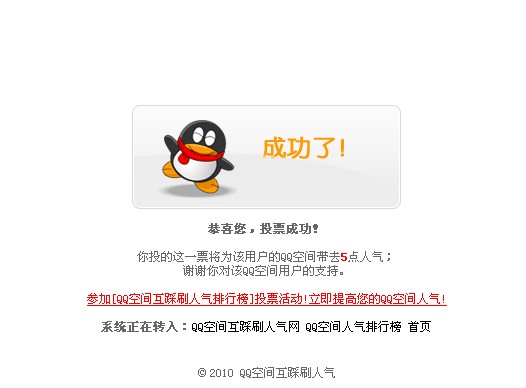 成功了!
恭喜您，投票成功!
你投的这一票将为该用户的QQ空间带去5点人气；
谢谢你对该QQ空间用户的支持。
参加[QQ空间互踩刷人气排行榜]投票活动!立即提高您的QQ空间人气!
系统正在转入：QQ空间互踩刷人气网 QQ空间人气排行榜 首页
© 2010 QQ空间互踩刷人气